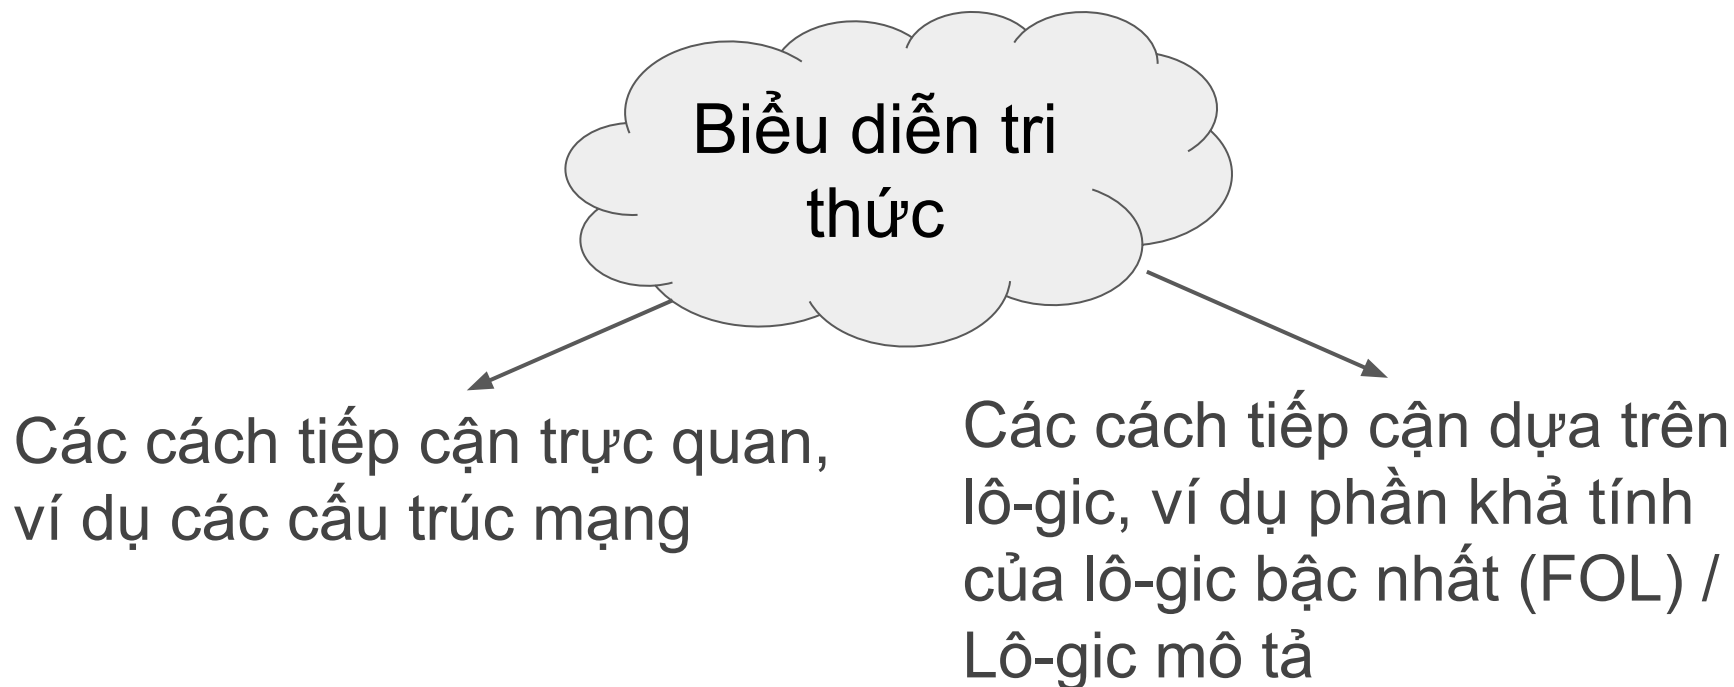 Biểu diễn tri
thức
Các cách tiếp cận trực quan,
ví dụ các cấu trúc mạng
Các cách tiếp cận dựa trên
lô-gic, ví dụ phần khả tính
của lô-gic bậc nhất (FOL) /
Lô-gic mô tả